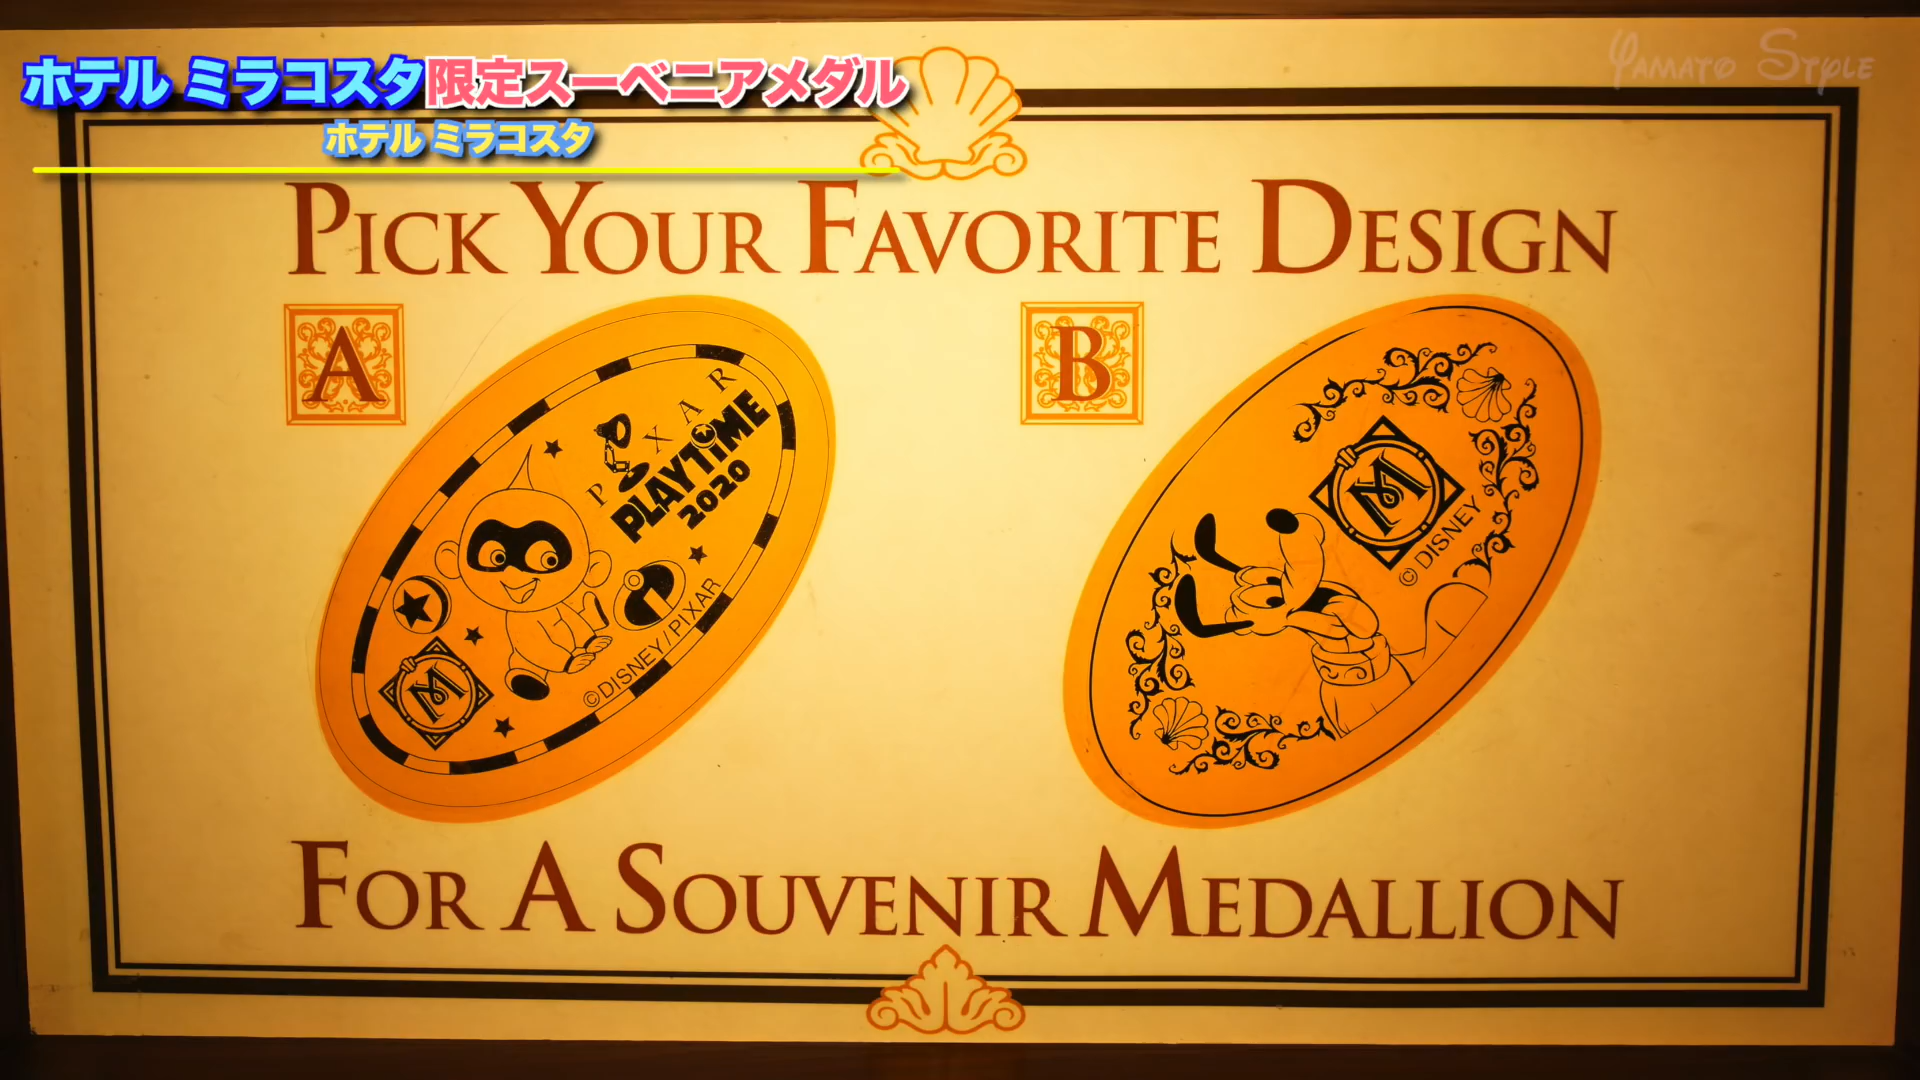 ホテル ミラコスタ限定スーベニアメダル
ホテル ミラコスタ
YAMATO STYLE
PICK YOUR FAVORITE DESIGN
A
PIXAR
PLAYTIME
2020
©DISNEY/PIXAR
M
B
M
©DISNEY
FOR A SOUVENIR MEDALLION